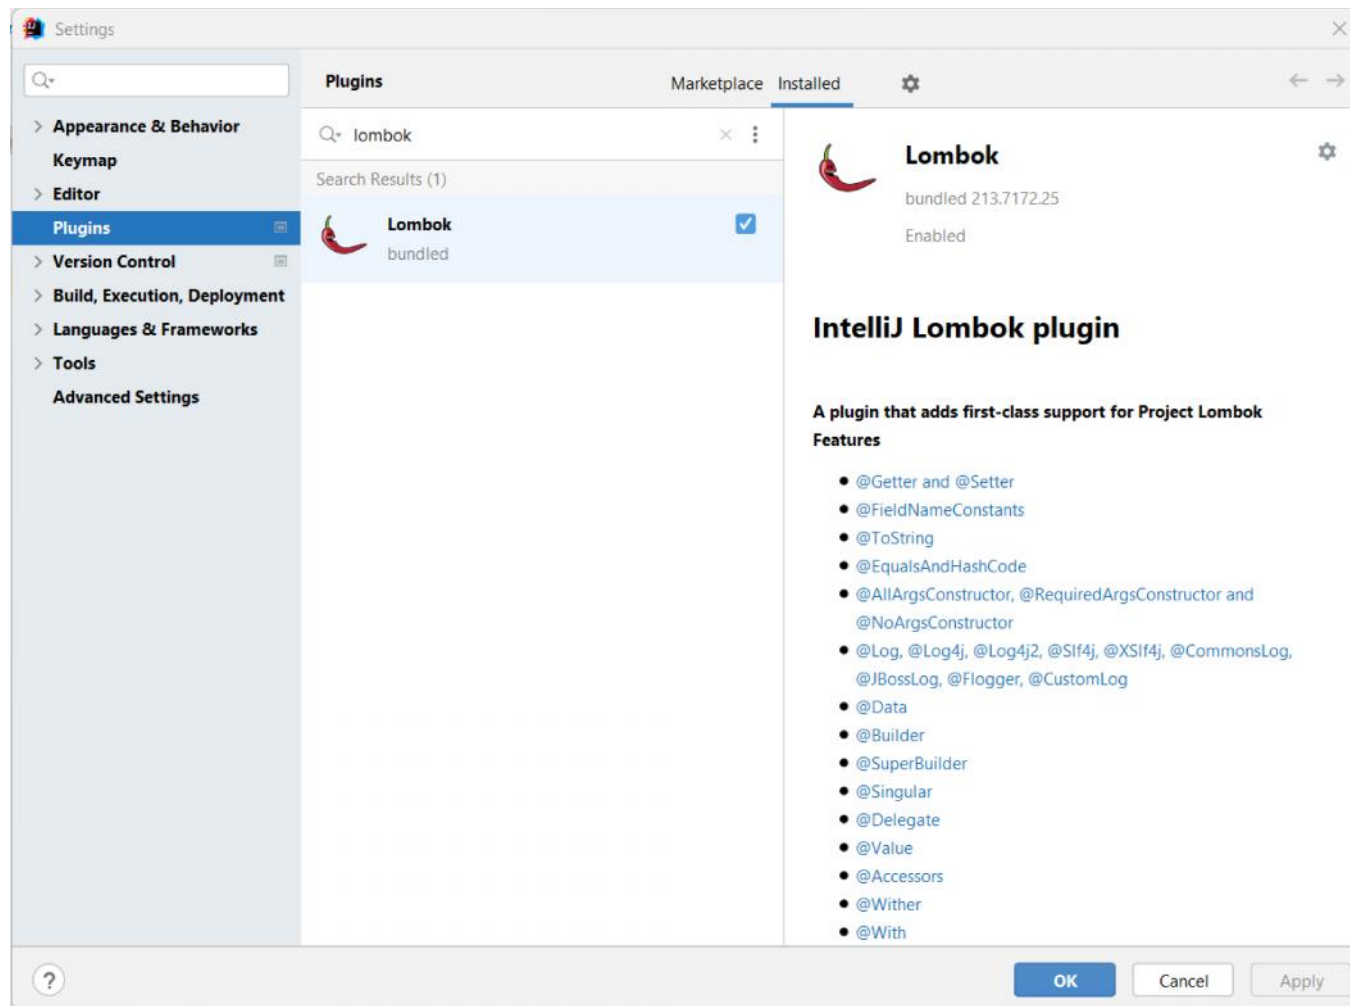 Settings
Plugins
Marketplace Installed
Appearance & Behavior
Keymap
Editor
Plugins
Version Control
Build, Execution, Deployment
Languages & Frameworks
Tools
Advanced Settings
lombok
Search Results (1)
Lombok
bundled
Lombok
bundled 213.7172.25
Enabled
IntelliJ Lombok plugin
A plugin that adds first-class support for Project Lombok
Features
@Getter and @Setter
@FieldNameConstants
@ToString
@EqualsAndHashCode
@AllArgsConstructor, @RequiredArgsConstructor and
@NoArgsConstructor
@Log, @Log4j, @Log4j2, @Slf4j, @XSlf4j, @CommonsLog,
@JBossLog, @Flogger, @CustomLog
@Data
@Builder
@SuperBuilder
@Singular
@Delegate
@Value
@Accessors
@Wither
@With
?
OK Cancel Apply